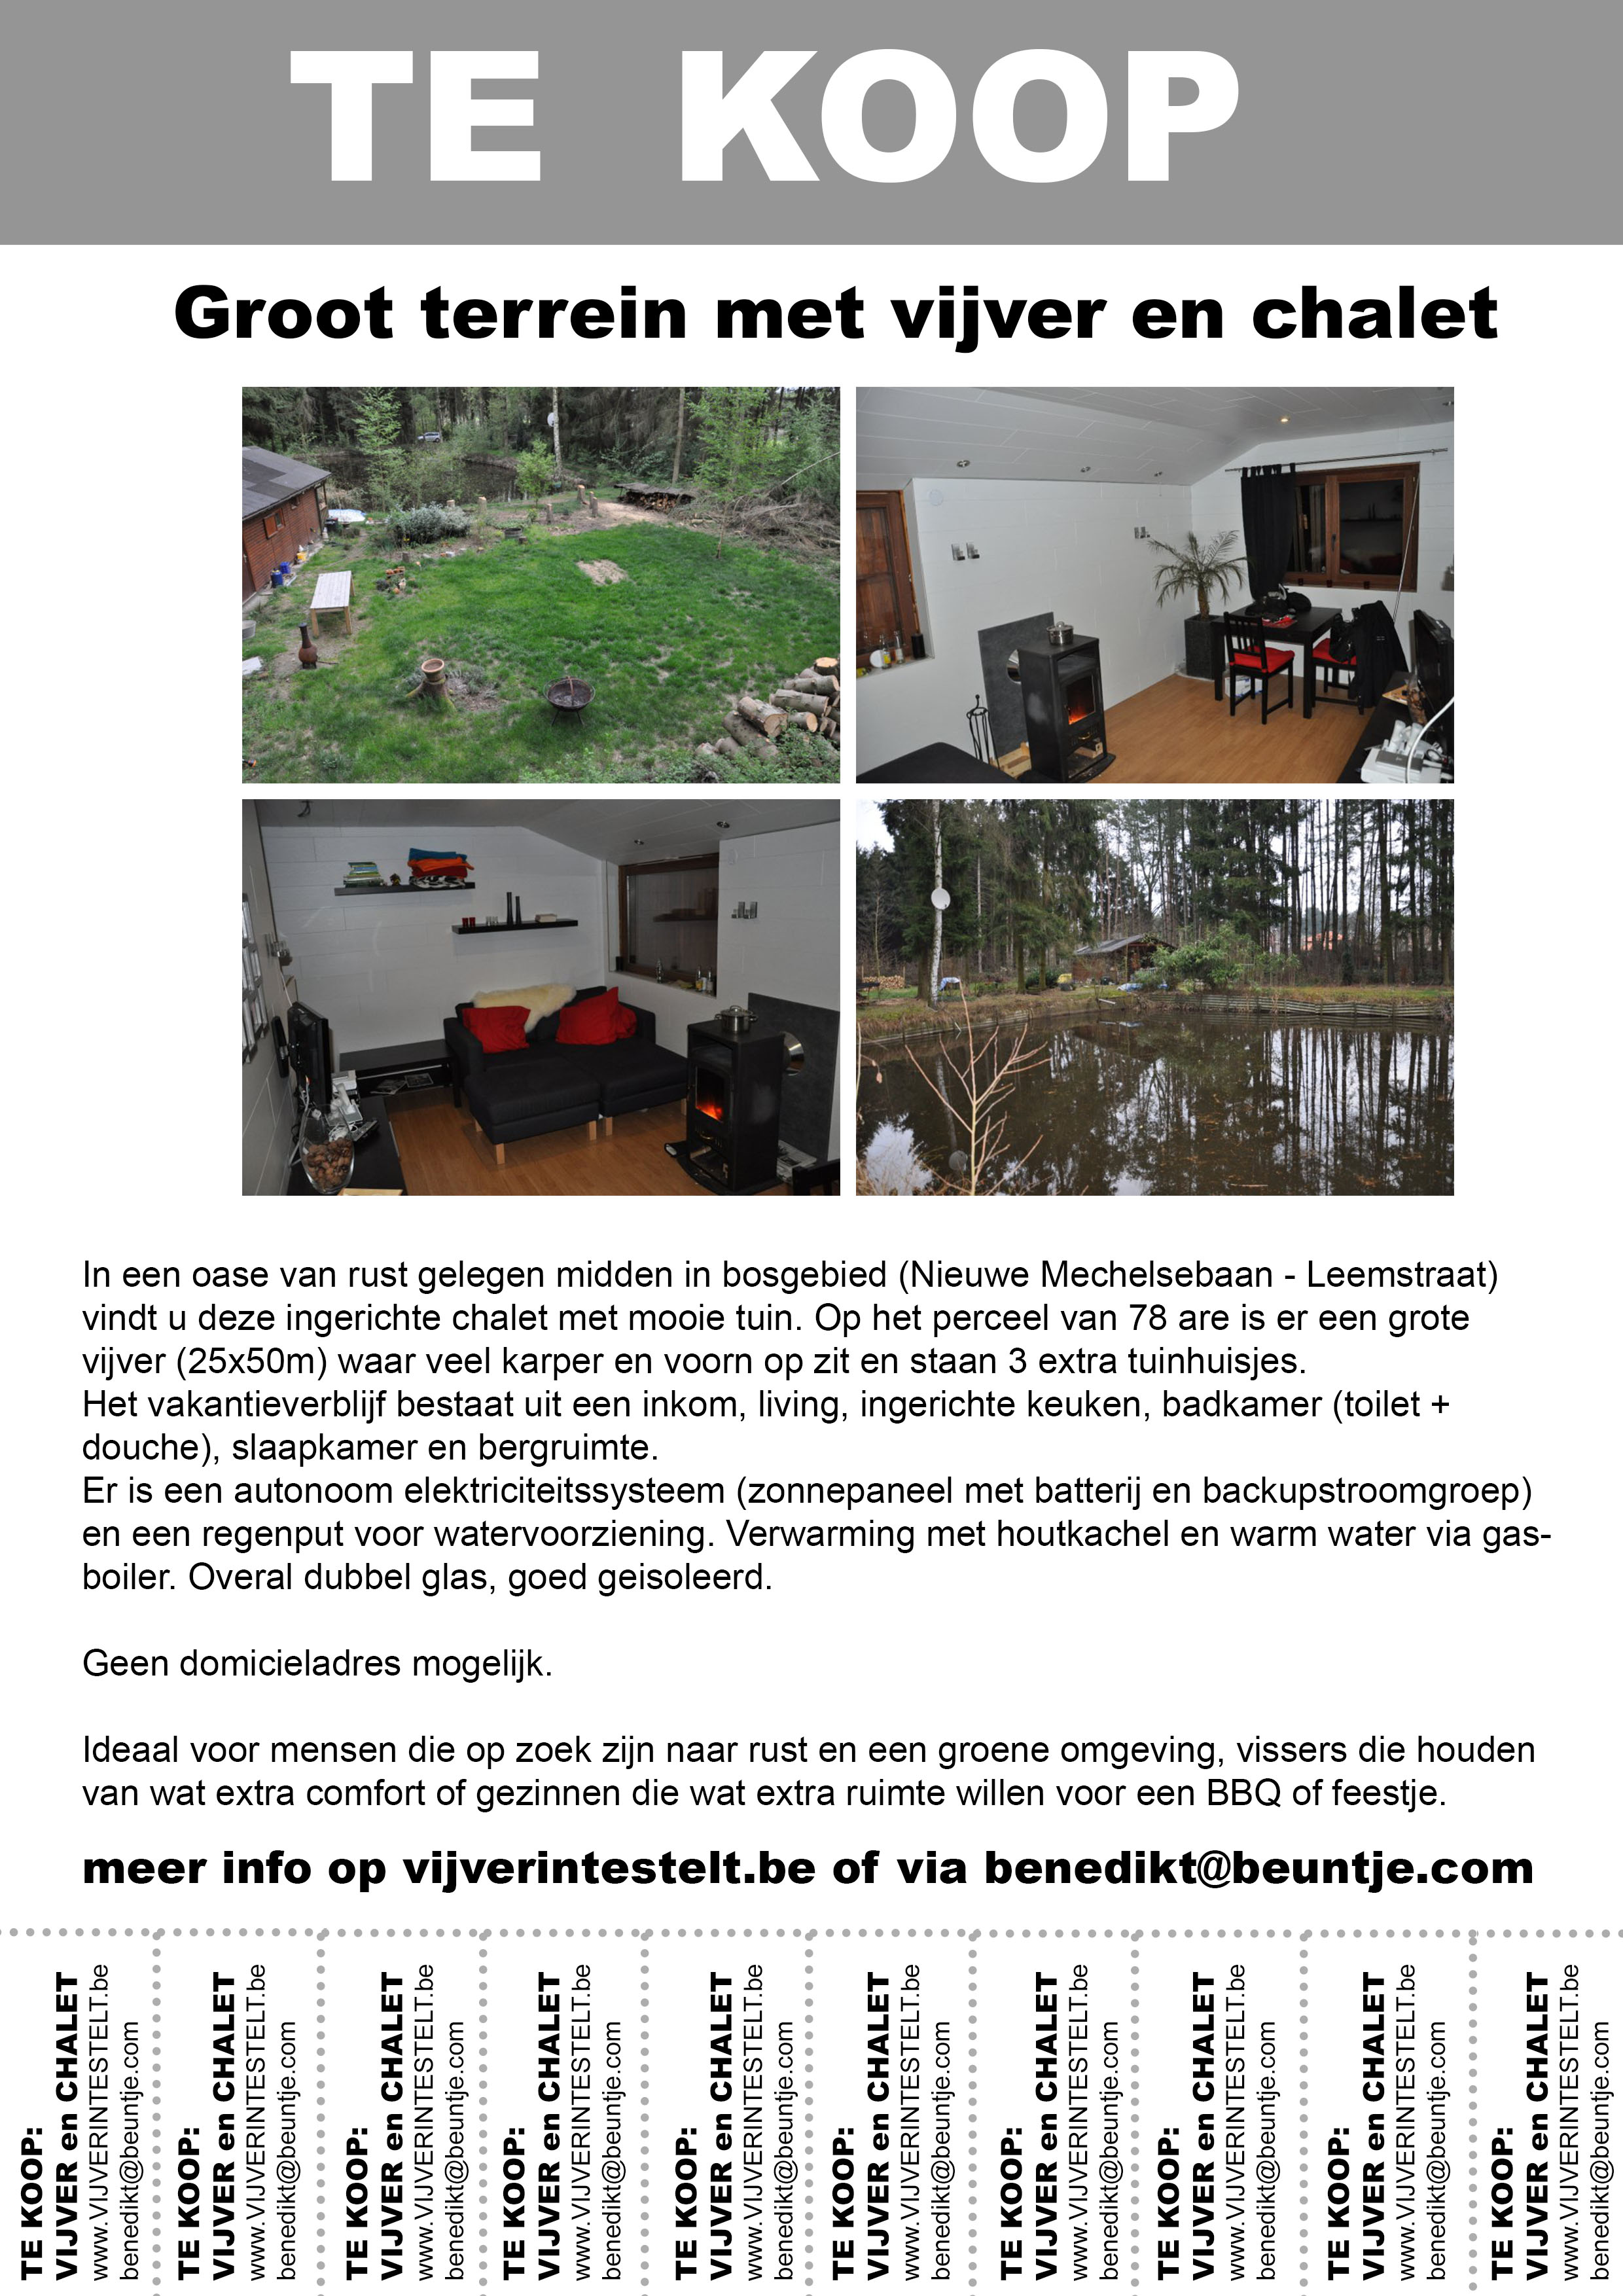 TE KOOP
Groot terrein met vijver en chalet
In een oase van rust gelegen midden in bosgebied (Nieuwe Mechelsebaan - Leemstraat)
vindt u deze ingerichte chalet met mooie tuin. Op het perceel van 78 are is er een grote
vijver (25x50m) waar veel karper en voorn op zit en staan 3 extra tuinhuisjes.
Het vakantieverblijf bestaat uit een inkom, living, ingerichte keuken, badkamer (toilet +
douche), slaapkamer en bergruimte.
Er is een autonoom elektriciteitssysteem (zonnepaneel met batterij en backupstroomgroep)
en een regenput voor watervoorziening. Verwarming met houtkachel en warm water via gas-
boiler. Overal dubbel glas, goed geisoleerd.
Geen domicieladres mogelijk.
Ideaal voor mensen die op zoek zijn naar rust en een groene omgeving, vissers die houden
van wat extra comfort of gezinnen die wat extra ruimte willen voor een BBQ of feestje.
meer info op vijverintestelt.be of via benedikt@beuntje.com
TE KOOP:
VIJVER en CHALET
www.VIJVERINTESTELT.be
benedikt@beuntje.com
TE KOOP:
VIJVER en CHALET
www.VIJVERINTESTELT.be
benedikt@beuntje.com
TE KOOP:
VIJVER en CHALET
www.VIJVERINTESTELT.be
benedikt@beuntje.com
TE KOOP:
VIJVER en CHALET
www.VIJVERINTESTELT.be
benedikt@beuntje.com
TE KOOP:
VIJVER en CHALET
www.VIJVERINTESTELT.be
benedikt@beuntje.com
TE KOOP:
VIJVER en CHALET
www.VIJVERINTESTELT.be
benedikt@beuntje.com
TE KOOP:
VIJVER en CHALET
www.VIJVERINTESTELT.be
benedikt@beuntje.com
TE KOOP:
VIJVER en CHALET
www.VIJVERINTESTELT.be
benedikt@beuntje.com
TE KOOP:
VIJVER en CHALET
www.VIJVERINTESTELT.be
benedikt@beuntje.com
TE KOOP:
VIJVER en CHALET
www.VIJVERINTESTELT.be
benedikt@beuntje.com